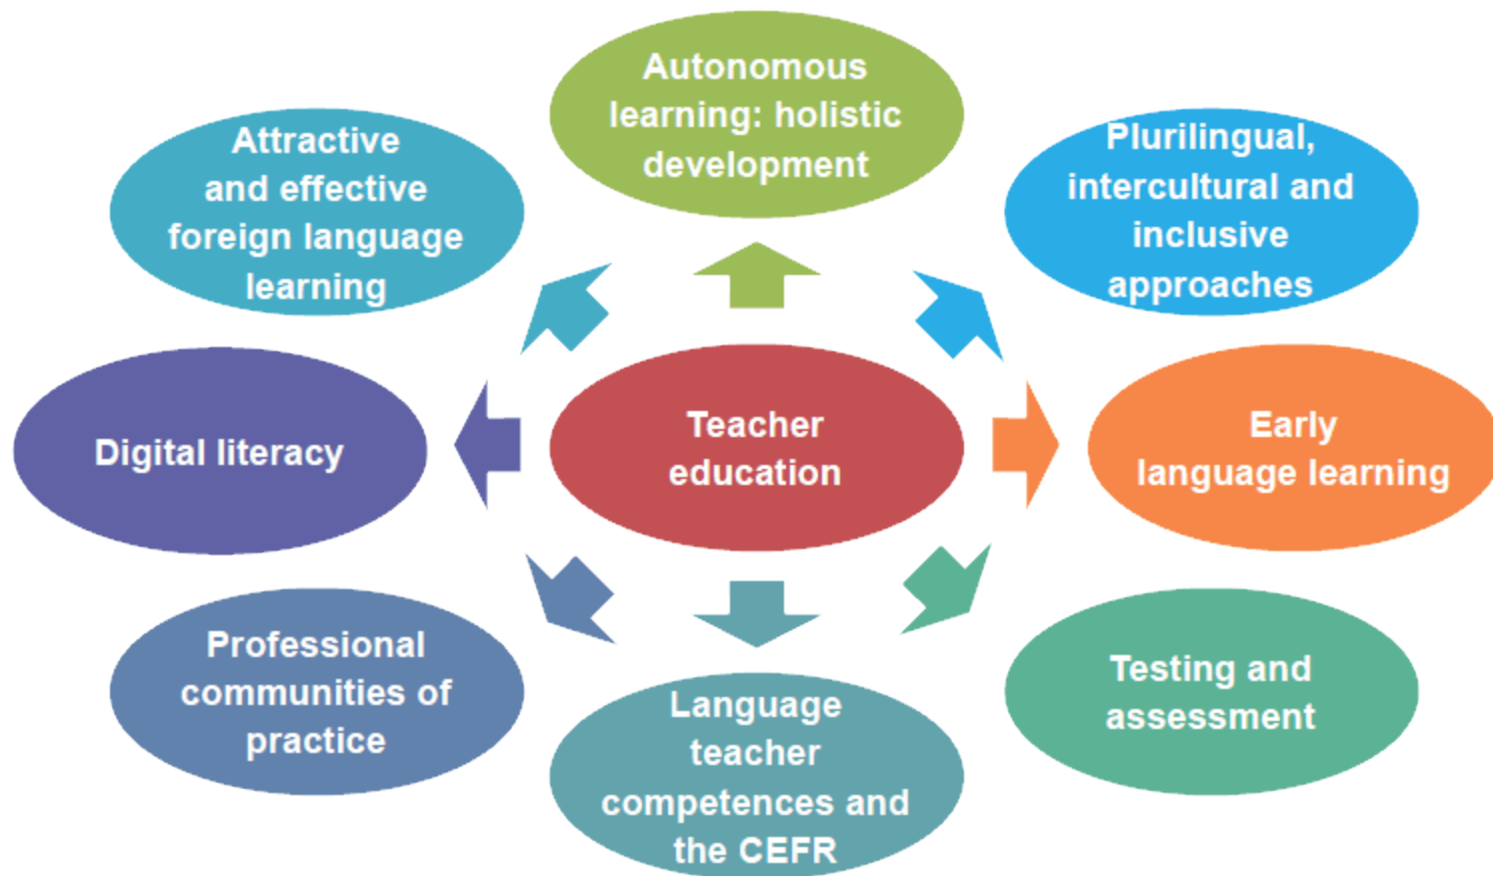 Autonomous
learning: holistic
development
Attractive
and effective
foreign language
learning
Plurilingual,
intercultural and
inclusive
approaches
Digital literacy
Teacher
education
Early
language learning
Professional
communities of
practice
Language
teacher
competences and
the CEFR
Testing and
assessment